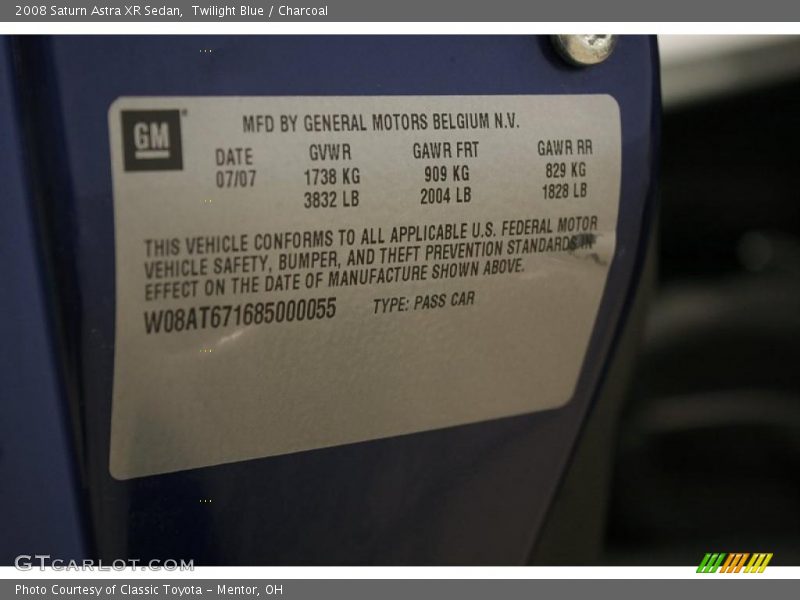 2008 Saturn Astra XR Sedan,  Twilight Blue / Charcoal
GM
MFD BY GENERAL MOTORS BELGIUM N.V.
DATE GVWR GAWR FRT GAWR RR
07/07 1738 KG 909 KG 829 KG
3832 LB 2004 LB 1828 LB
THIS VEHICLE CONFORMS TO ALL APPLICABLE U.S. FEDERAL MOTOR
VEHICLE SAFETY, BUMPER, AND THEFT PREVENTION STANDARDS IN
EFFECT ON THE DATE OF MANUFACTURE SHOWN ABOVE.
W08AT671685000055 TYPE: PASS CAR
GTCARLOT.COM
Photo Courtesy of Classic Toyota - Mentor, OH